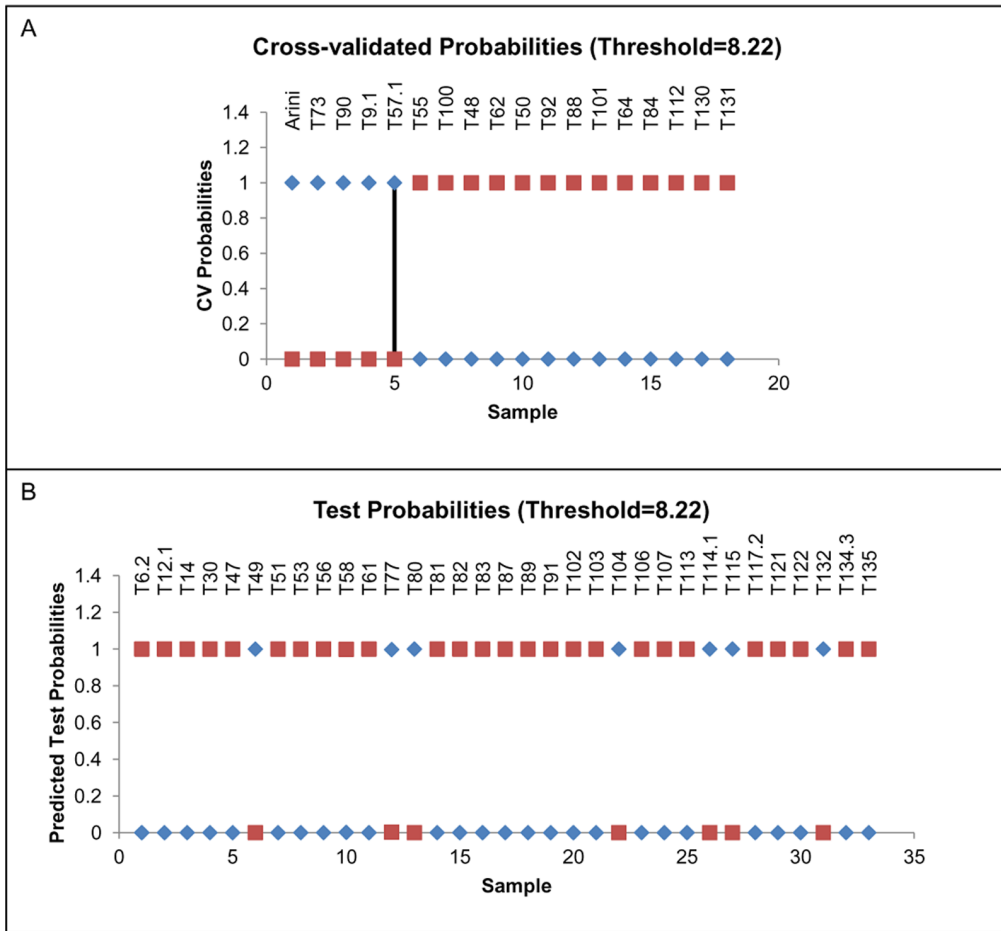 A
Cross-validated Probabilities (Threshold=8.22)
Arini T73 T90 T9.1 T57.1 T55 T100 T48 T62 T50 T92 T88 T101 T64 T84 T112 T130 T131
1.4
1.2
1
0.8
0.6
0.4
0.2
0
CV Probabilities
0 5 10 15 20
Sample
B
Test Probabilities (Threshold=8.22)
T6.2 T12.1 T14 T30 T47 T49 T51 T53 T56 T58 T61 T77 T80 T81 T82 T83 T87 T89 T91 T102 T103 T104 T106 T107 T113 T114.1 T115 T117.2 T121 T122 T132 T134.3 T135
1.4
1.2
1
0.8
0.6
0.4
0.2
0
Predicted Test Probabilities
0 5 10 15 20 25 30 35
Sample